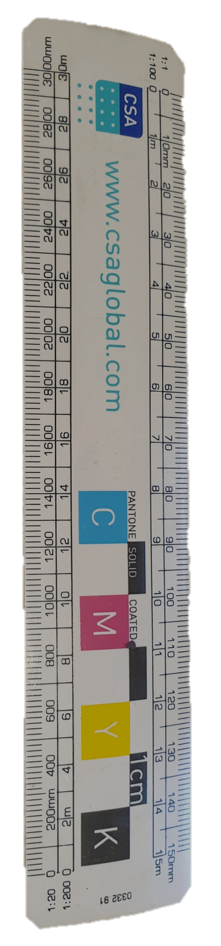 1:1 0 10mm 20 30 40 50 60 70 80 90 100 110 120 130 140 150mm
1:100 0 1m 2 3 4 5 6 7 8 9 10 11 12 13 14 15m
CSA
www.csaglobal.com
PANTONE SOLID COATED
1cm
C M Y K
0332 91
3000mm 2800 2600 2400 2200 2000 1800 1600 1400 1200 1000 800 600 400 200mm 0 1:20
30m 28 26 24 22 20 18 16 14 12 10 8 6 4 2m 0 1:200